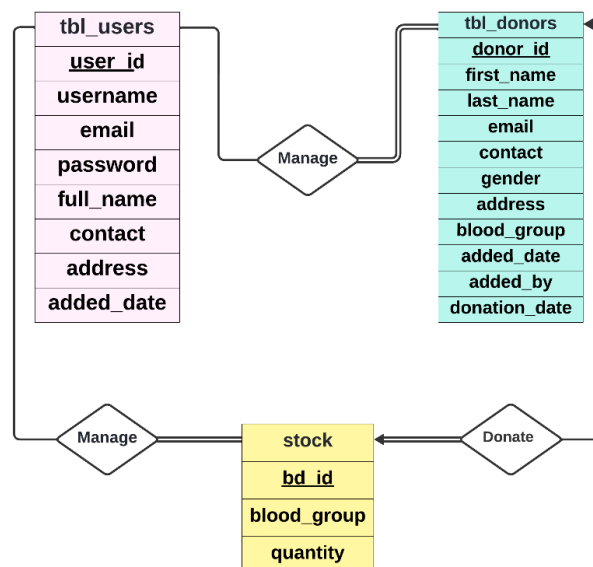 tbl_users
user_id
username
email
password
full_name
contact
address
added_date
Manage
tbl_donors
donor_id
first_name
last_name
email
contact
gender
address
blood_group
added_date
added_by
donation_date
Manage
stock
bd_id
blood_group
quantity
Donate